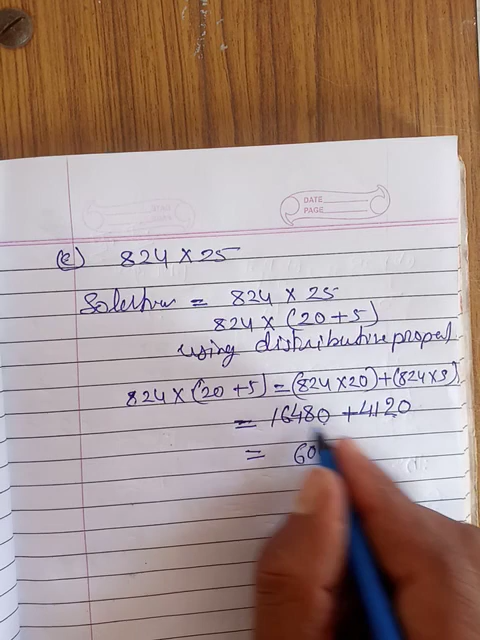 DATE
PAGE
(e) 824 × 25
Solution = 824 × 25
824 × (20 + 5)
using distributive propert
824 × (20 + 5) = (824 × 20) + (824 × 5)
= 16480 + 4120
= 60